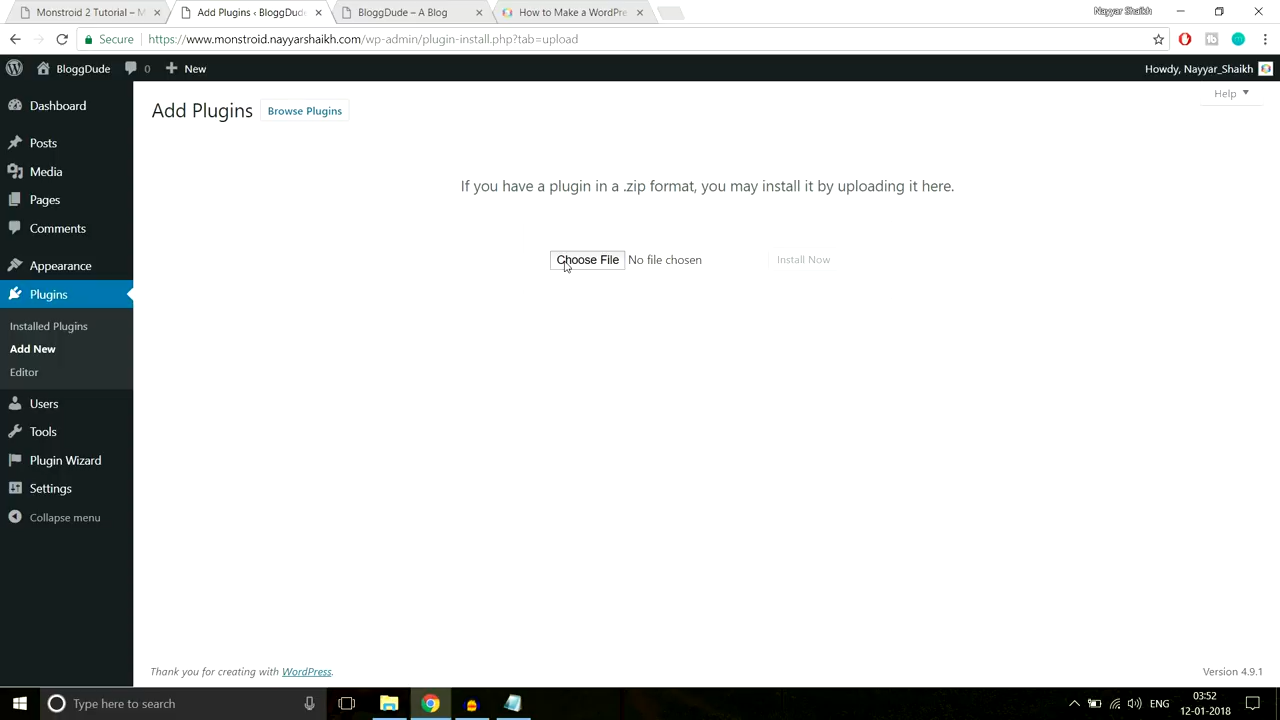 Monstroid 2 Tutorial – M
Add Plugins ‹ BloggDude
BloggDude – A Blog
How to Make a WordPre
Nayyar Shaikh
Secure
https://www.monstroid.nayyarshaikh.com/wp-admin/plugin-install.php?tab=upload
BloggDude
0
New
Howdy, Nayyar_Shaikh
Dashboard
Posts
Media
Pages
Comments
Appearance
Plugins
Installed Plugins
Add New
Editor
Users
Tools
Plugin Wizard
Settings
Collapse menu
Add Plugins
Browse Plugins
Help
If you have a plugin in a .zip format, you may install it by uploading it here.
Choose File
No file chosen
Install Now
Thank you for creating with WordPress.
Version 4.9.1
Type here to search
ENG
03:52
12-01-2018